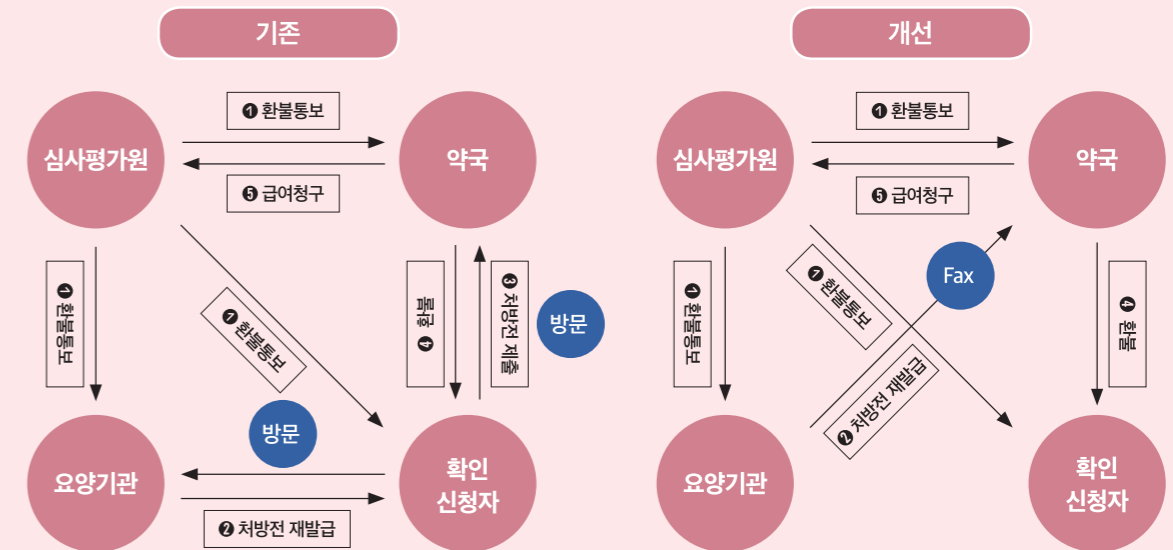 기존
심사평가원
❶ 환불통보
❺ 급여청구
약국
❶ 환불통보
❶ 환불통보
❹ 환불
❸ 처방전 제출
방문
방문
요양기관
❷ 처방전 재발급
확인
신청자
개선
심사평가원
❶ 환불통보
❺ 급여청구
약국
❶ 환불통보
❶ 환불통보
Fax
❹ 환불
❷ 처방전 재발급
요양기관
확인
신청자